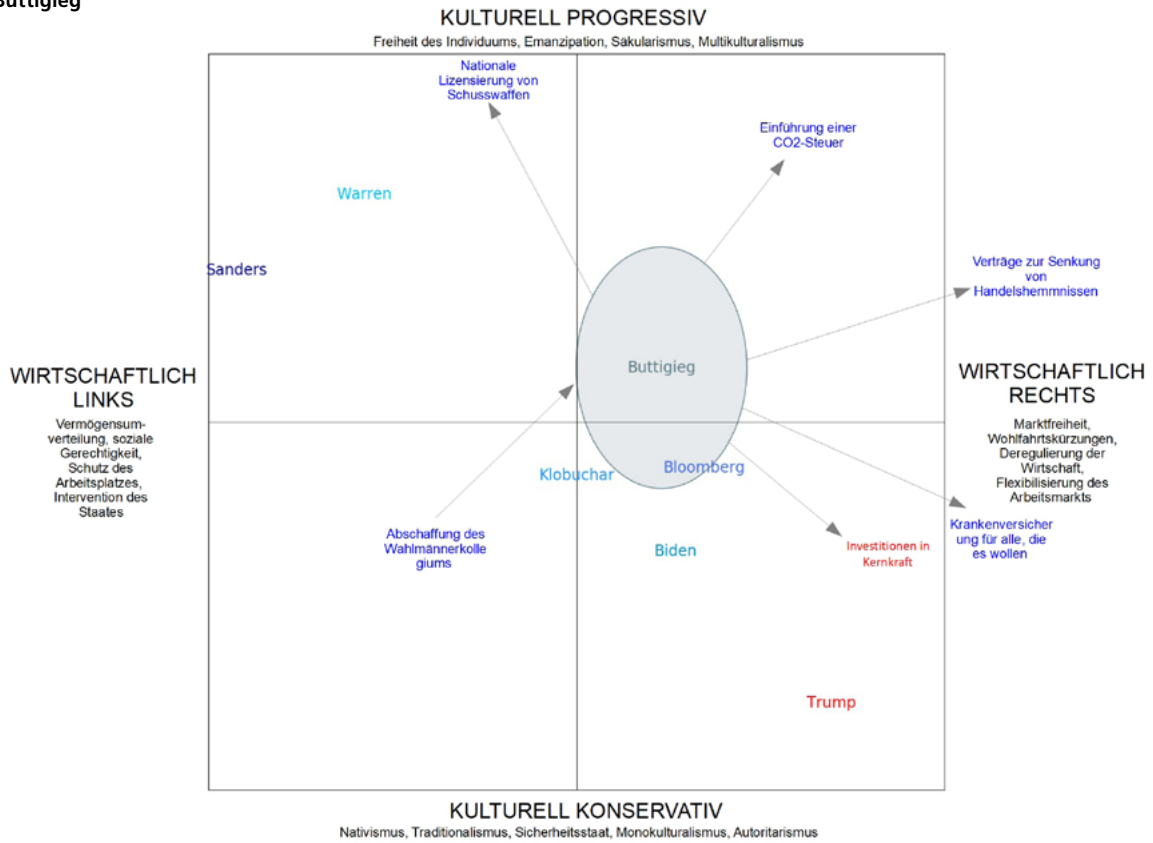 Buttigieg
KULTURELL PROGRESSIV
Freiheit des Individuums, Emanzipation, Säkularismus, Multikulturalismus
Nationale
Lizensierung von
Schusswaffen
Einführung einer
CO2-Steuer
Warren
Sanders
Verträge zur Senkung
von
Handelshemmnissen
Buttigieg
WIRTSCHAFTLICH
LINKS
Vermögensum-
verteilung, soziale
Gerechtigkeit,
Schutz des
Arbeitsplatzes,
Intervention des
Staates
WIRTSCHAFTLICH
RECHTS
Marktfreiheit,
Wohlfahrtskürzungen,
Deregulierung der
Wirtschaft,
Flexibilisierung des
Arbeitsmarkts
Klobuchar
Bloomberg
Abschaffung des
Wahlmännerkolle
giums
Biden
Investitionen in
Kernkraft
Krankenversicher
ung für alle, die
es wollen
Trump
KULTURELL KONSERVATIV
Nativismus, Traditionalismus, Sicherheitsstaat, Monokulturalismus, Autoritarismus